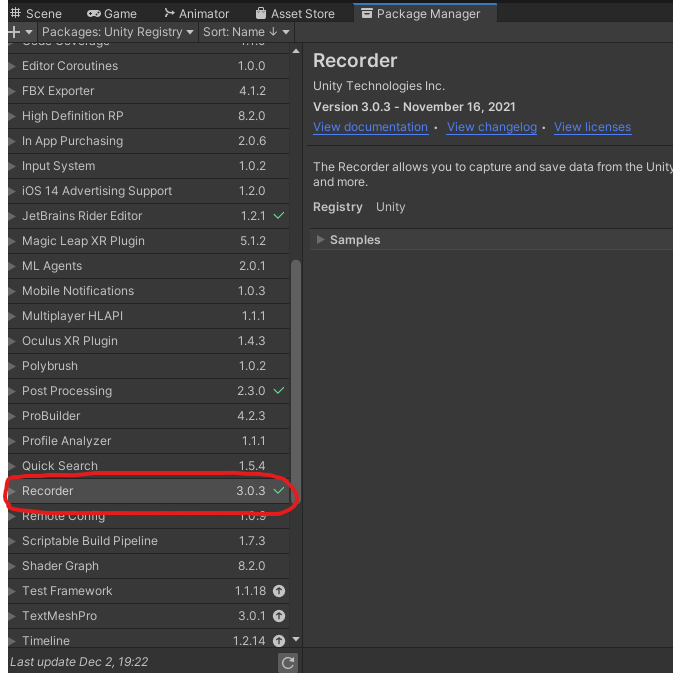 Scene Game Animator Asset Store Package Manager
Packages: Unity Registry Sort: Name ↓
Code Coverage
Editor Coroutines 1.0.0
FBX Exporter 4.1.2
High Definition RP 8.2.0
In App Purchasing 2.0.6
Input System 1.0.2
iOS 14 Advertising Support 1.2.0
JetBrains Rider Editor 1.2.1
Magic Leap XR Plugin 5.1.2
ML Agents 2.0.1
Mobile Notifications 1.0.3
Multiplayer HLAPI 1.1.1
Oculus XR Plugin 1.4.3
Polybrush 1.0.2
Post Processing 2.3.0
ProBuilder 4.2.3
Profile Analyzer 1.1.1
Quick Search 1.5.4
Recorder 3.0.3
Remote Config 1.0.9
Scriptable Build Pipeline 1.7.3
Shader Graph 8.2.0
Test Framework 1.1.18
TextMeshPro 3.0.1
Timeline 1.2.14
Last update Dec 2, 19:22
Recorder
Unity Technologies Inc.
Version 3.0.3 - November 16, 2021
View documentation • View changelog • View licenses
The Recorder allows you to capture and save data from the Unity
and more.
Registry Unity
Samples